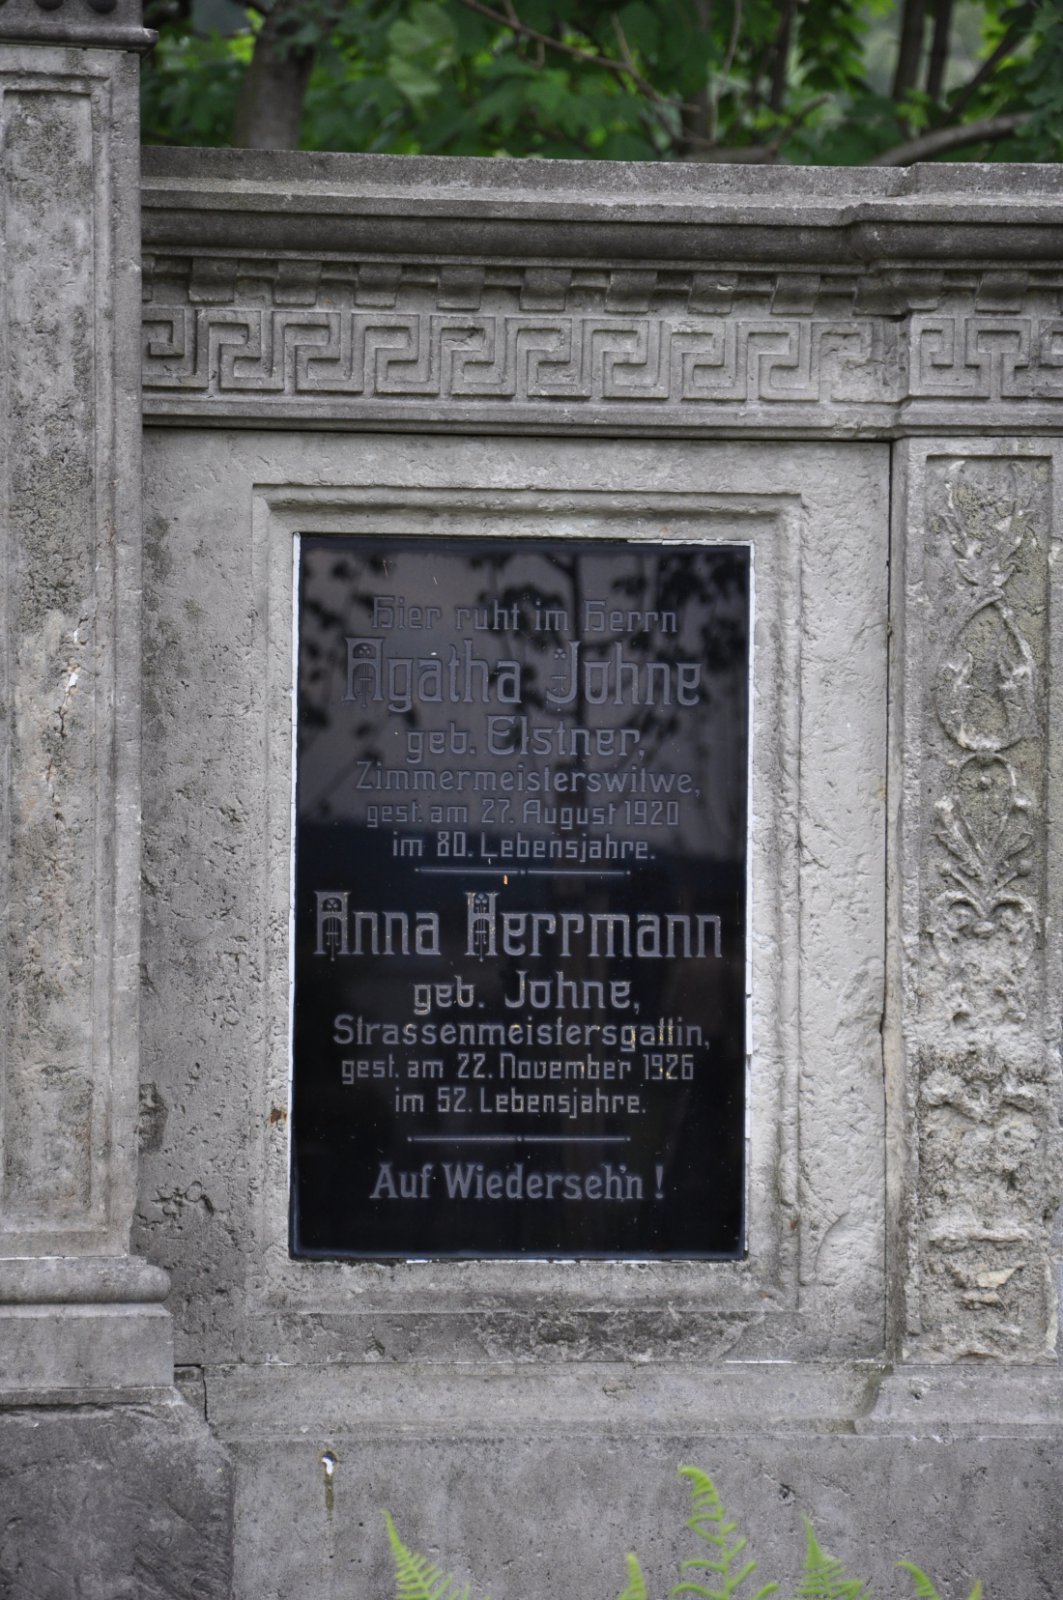 Hier ruht im Herrn
Agatha Johne
geb. Elstner,
Zimmermeisterswitwe,
gest. am 27. August 1920
im 80. Lebensjahre.
Anna Herrmann
geb. Johne,
Strassenmeistersgattin,
gest. am 22. November 1926
im 52. Lebensjahre.
Auf Wiederseh'n!